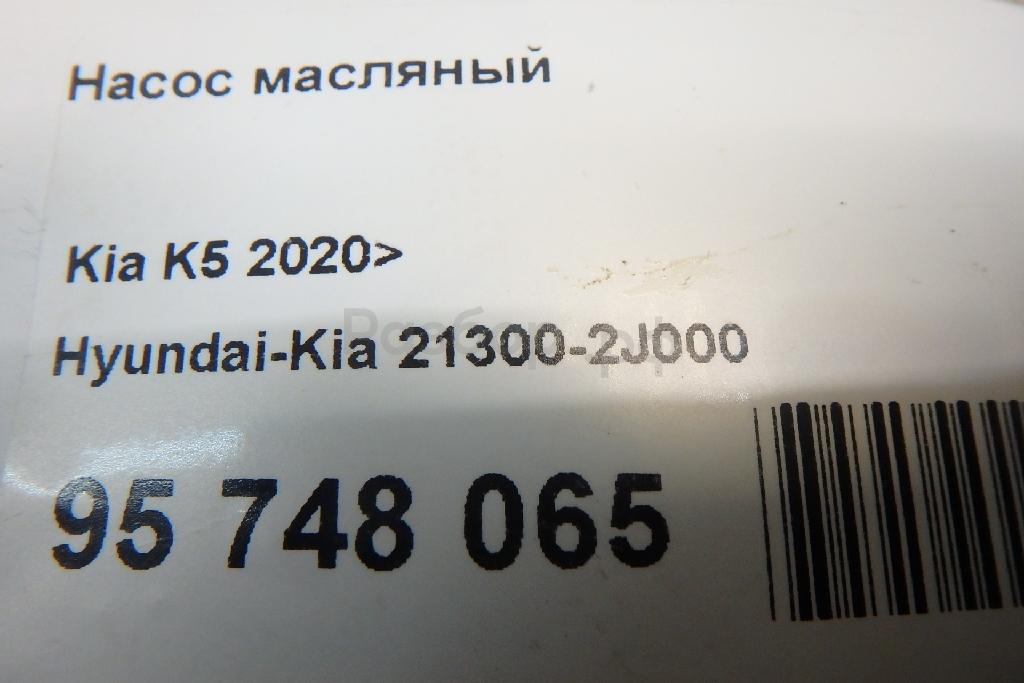 Насос масляный
Kia K5 2020>
Hyundai-Kia 21300-2J000
95 748 065